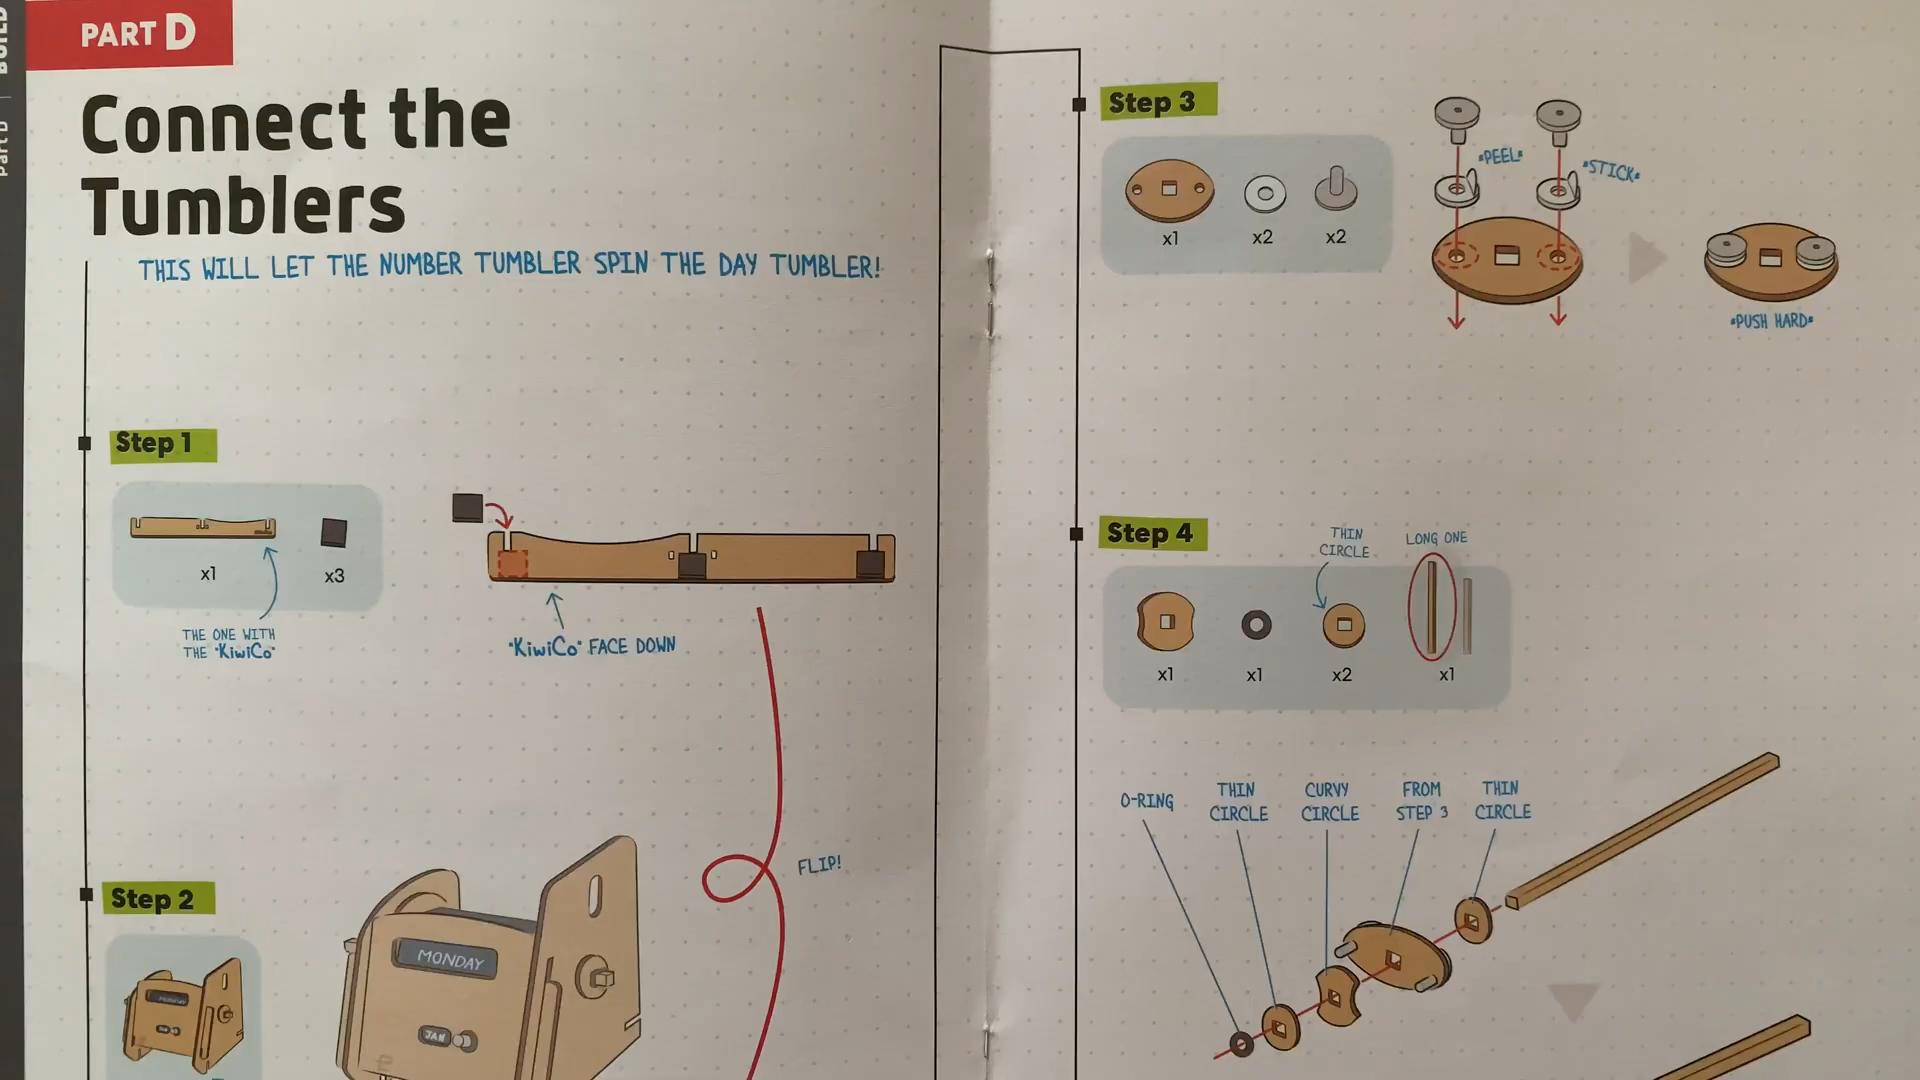 BUILD
Part D
PART D
Connect the
Tumblers
THIS WILL LET THE NUMBER TUMBLER SPIN THE DAY TUMBLER!
Step 1
x1
x3
THE ONE WITH
THE "KiwiCo"
"KiwiCo" FACE DOWN
FLIP!
Step 2
MONDAY
JAN
MONDAY
Step 3
x1
x2
x2
*PEEL*
*STICK*
*PUSH HARD*
Step 4
THIN
CIRCLE
LONG ONE
x1
x1
x2
x1
O-RING
THIN
CIRCLE
CURVY
CIRCLE
FROM
STEP 3
THIN
CIRCLE